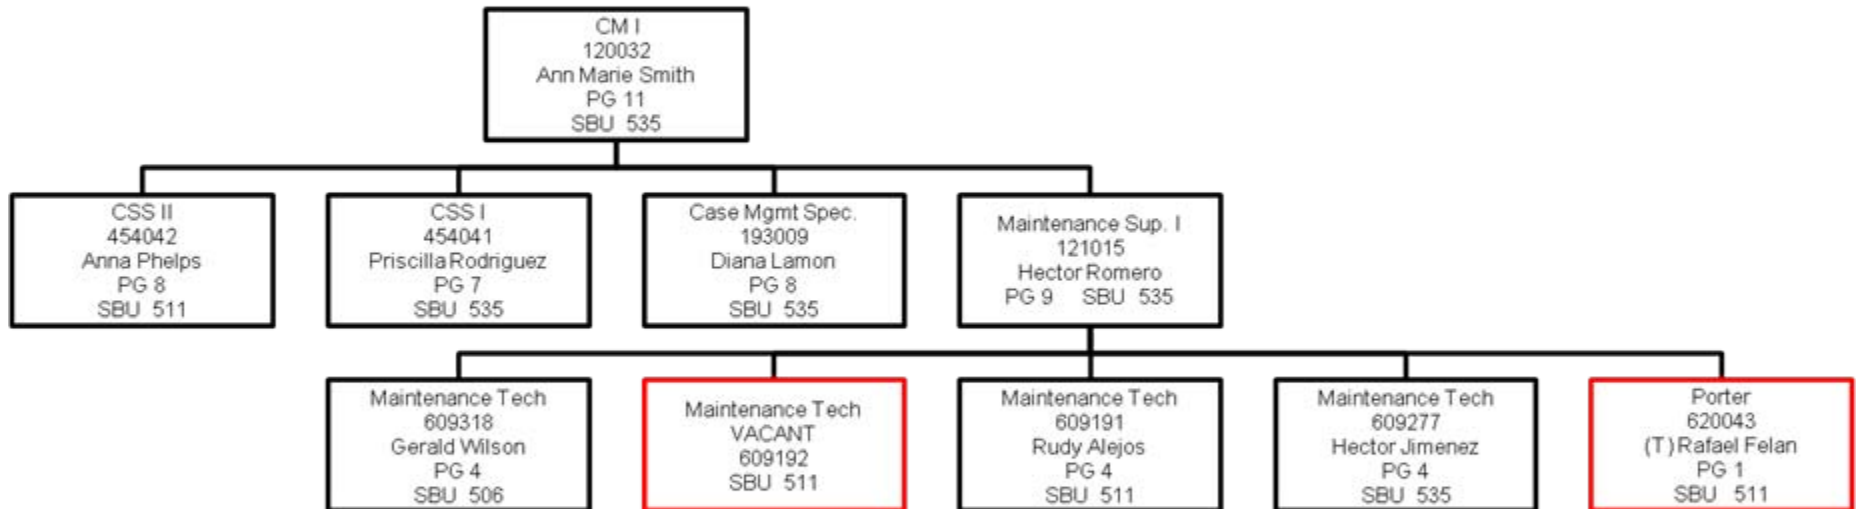 CM I
120032
Ann Marie Smith
PG 11
SBU 535
CSS II
454042
Anna Phelps
PG 8
SBU 511
CSS I
454041
Priscilla Rodriguez
PG 7
SBU 535
Case Mgmt Spec.
193009
Diana Lamon
PG 8
SBU 535
Maintenance Sup. I
121015
Hector Romero
PG 9 SBU 535
Maintenance Tech
609318
Gerald Wilson
PG 4
SBU 506
Maintenance Tech
VACANT
609192
SBU 511
Maintenance Tech
609191
Rudy Alejos
PG 4
SBU 511
Maintenance Tech
609277
Hector Jimenez
PG 4
SBU 535
Porter
620043
(T) Rafael Felan
PG 1
SBU 511